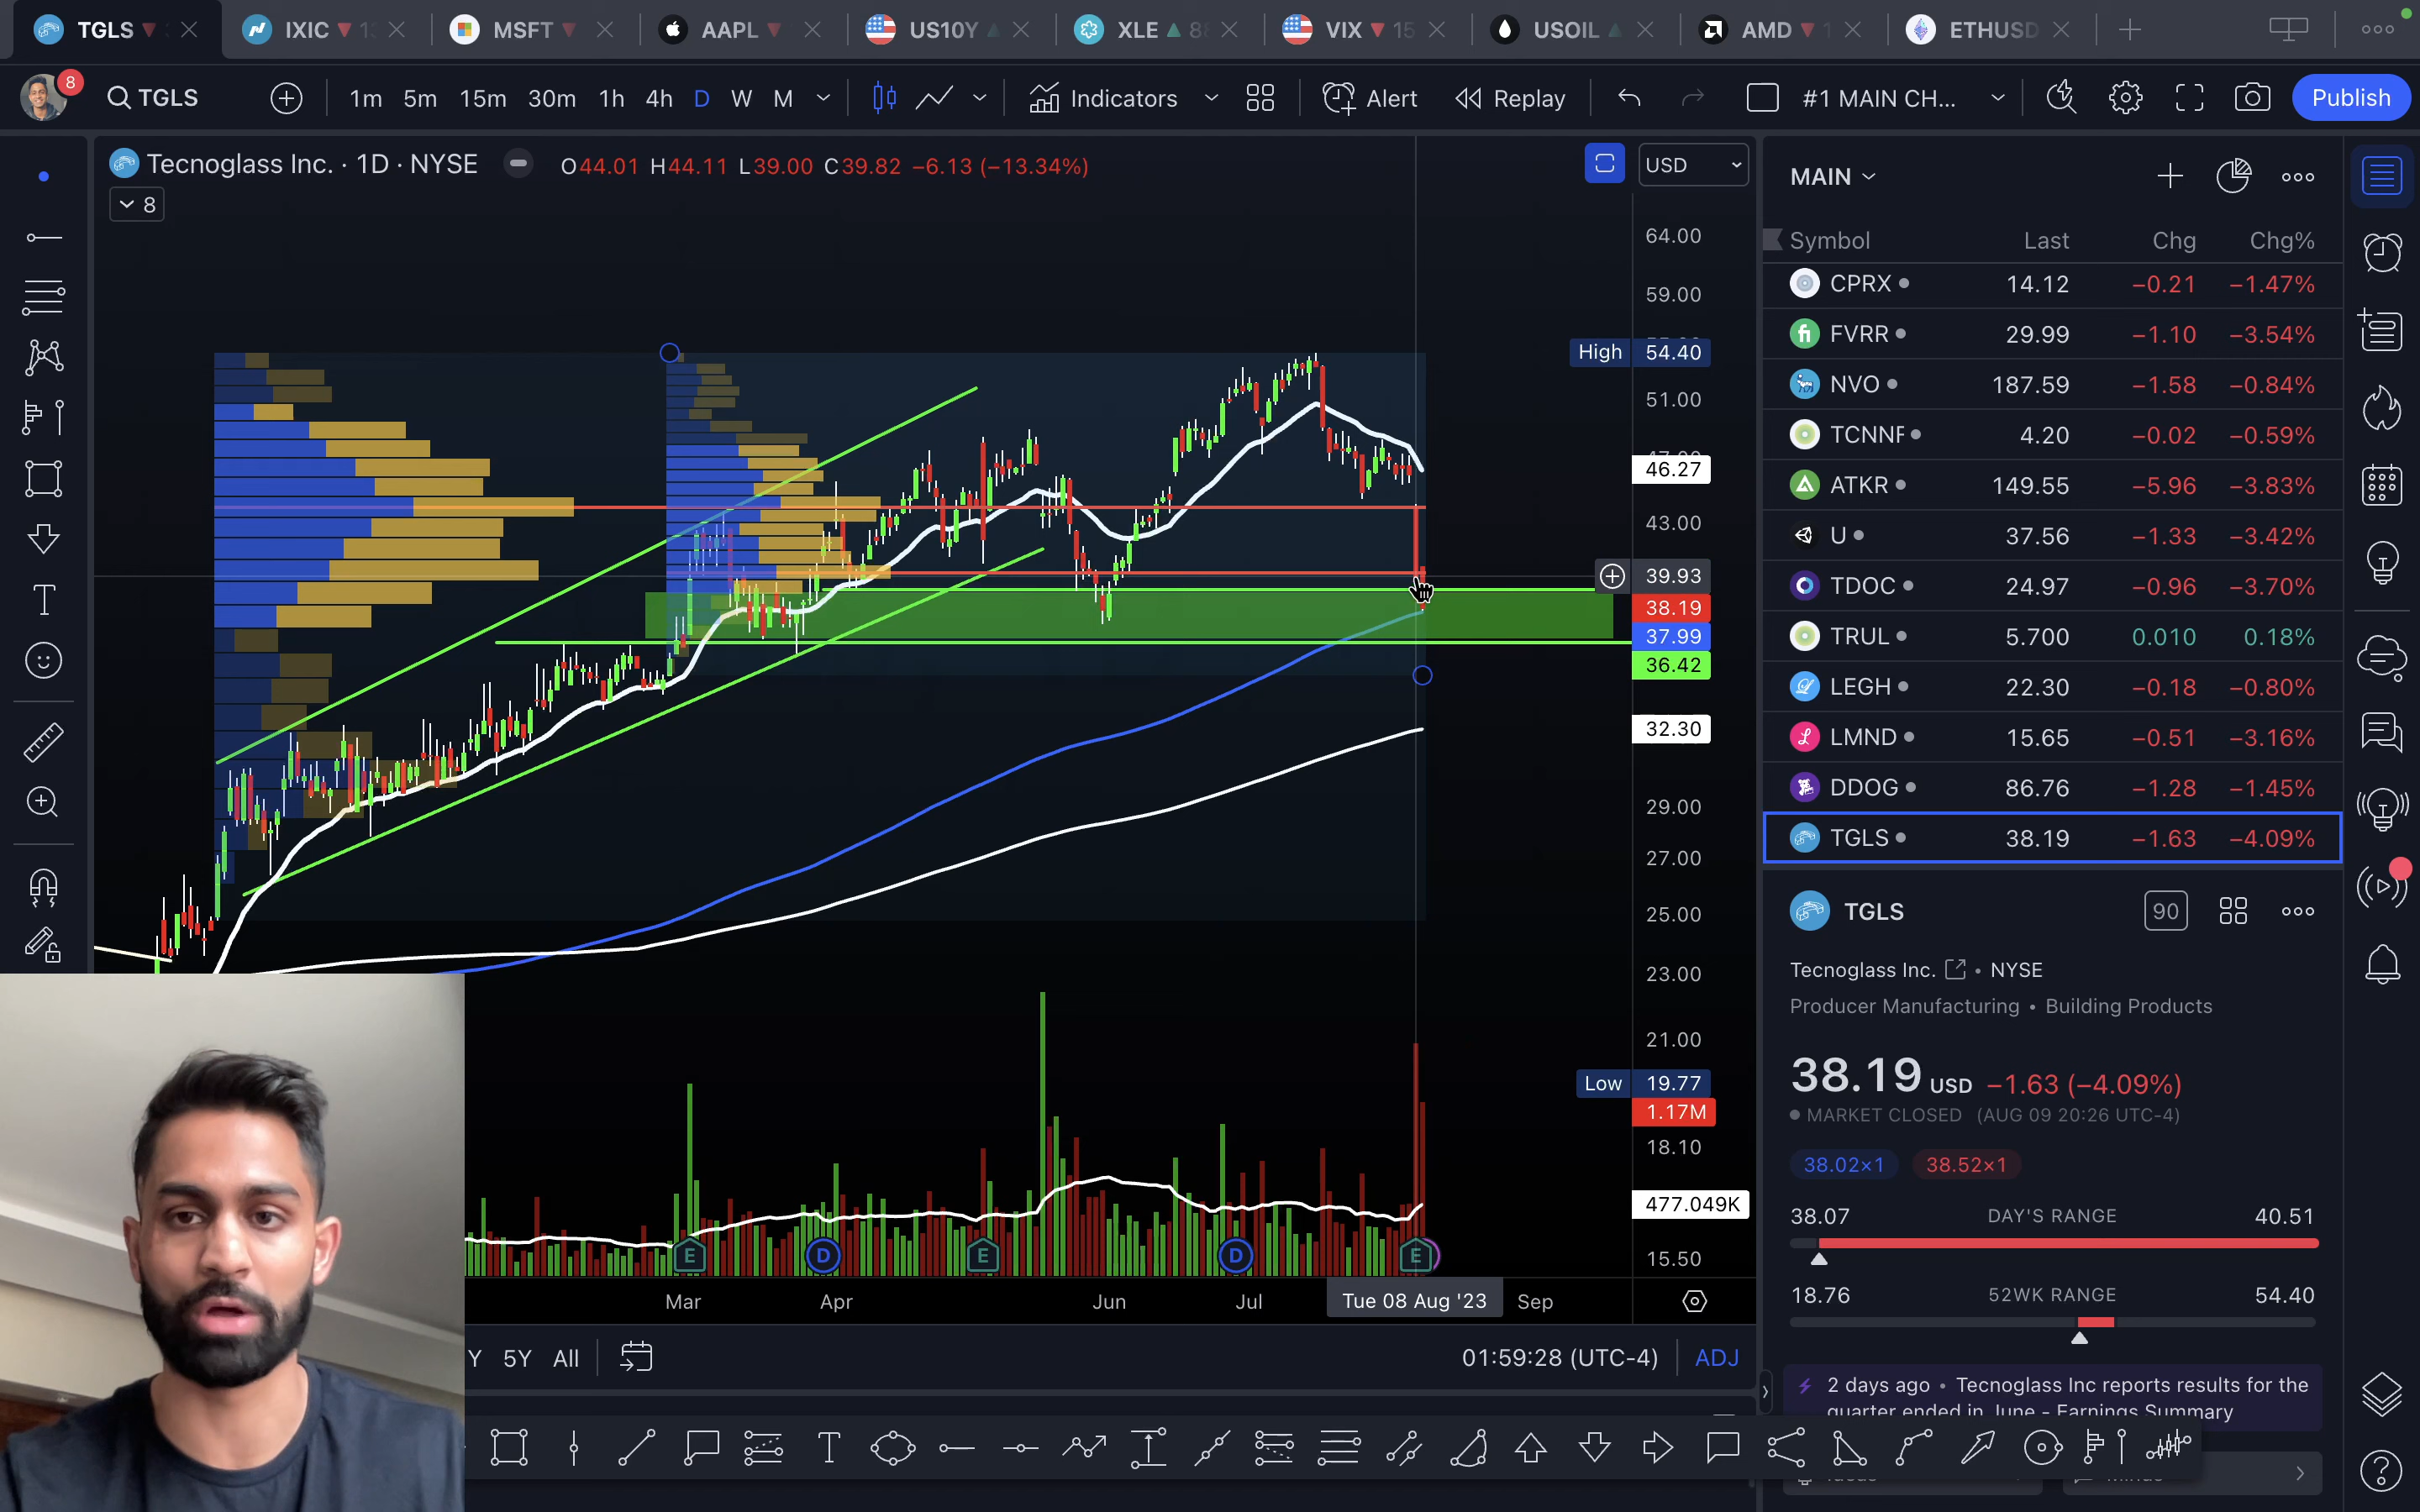 TGLS
IXIC
MSFT
AAPL
US10Y
XLE
VIX 15
USOIL
AMD
ETHUSD
8
TGLS
1m 5m 15m 30m 1h 4h D W M
Indicators
Alert
Replay
#1 MAIN CH...
Publish
Tecnoglass Inc. · 1D · NYSE
O44.01 H44.11 L39.00 C39.82 −6.13 (−13.34%)
USD
8
64.00
59.00
High 54.40
51.00
46.27
43.00
39.93
38.19
37.99
36.42
32.30
29.00
27.00
25.00
23.00
21.00
Low 19.77
1.17M
18.10
477.049K
15.50
E
D
E
D
E
Mar Apr Jun Jul Tue 08 Aug '23 Sep
Y 5Y All
01:59:28 (UTC-4) ADJ
MAIN
Symbol Last Chg Chg%
CPRX 14.12 −0.21 −1.47%
FVRR 29.99 −1.10 −3.54%
NVO 187.59 −1.58 −0.84%
TCNNF 4.20 −0.02 −0.59%
ATKR 149.55 −5.96 −3.83%
U 37.56 −1.33 −3.42%
TDOC 24.97 −0.96 −3.70%
TRUL 5.700 0.010 0.18%
LEGH 22.30 −0.18 −0.80%
LMND 15.65 −0.51 −3.16%
DDOG 86.76 −1.28 −1.45%
TGLS 38.19 −1.63 −4.09%
TGLS
90
Tecnoglass Inc. • NYSE
Producer Manufacturing • Building Products
38.19 USD −1.63 (−4.09%)
MARKET CLOSED (AUG 09 20:26 UTC-4)
38.02×1 38.52×1
38.07 DAY'S RANGE 40.51
18.76 52WK RANGE 54.40
2 days ago • Tecnoglass Inc reports results for the
quarter ended in June - Earnings Summary